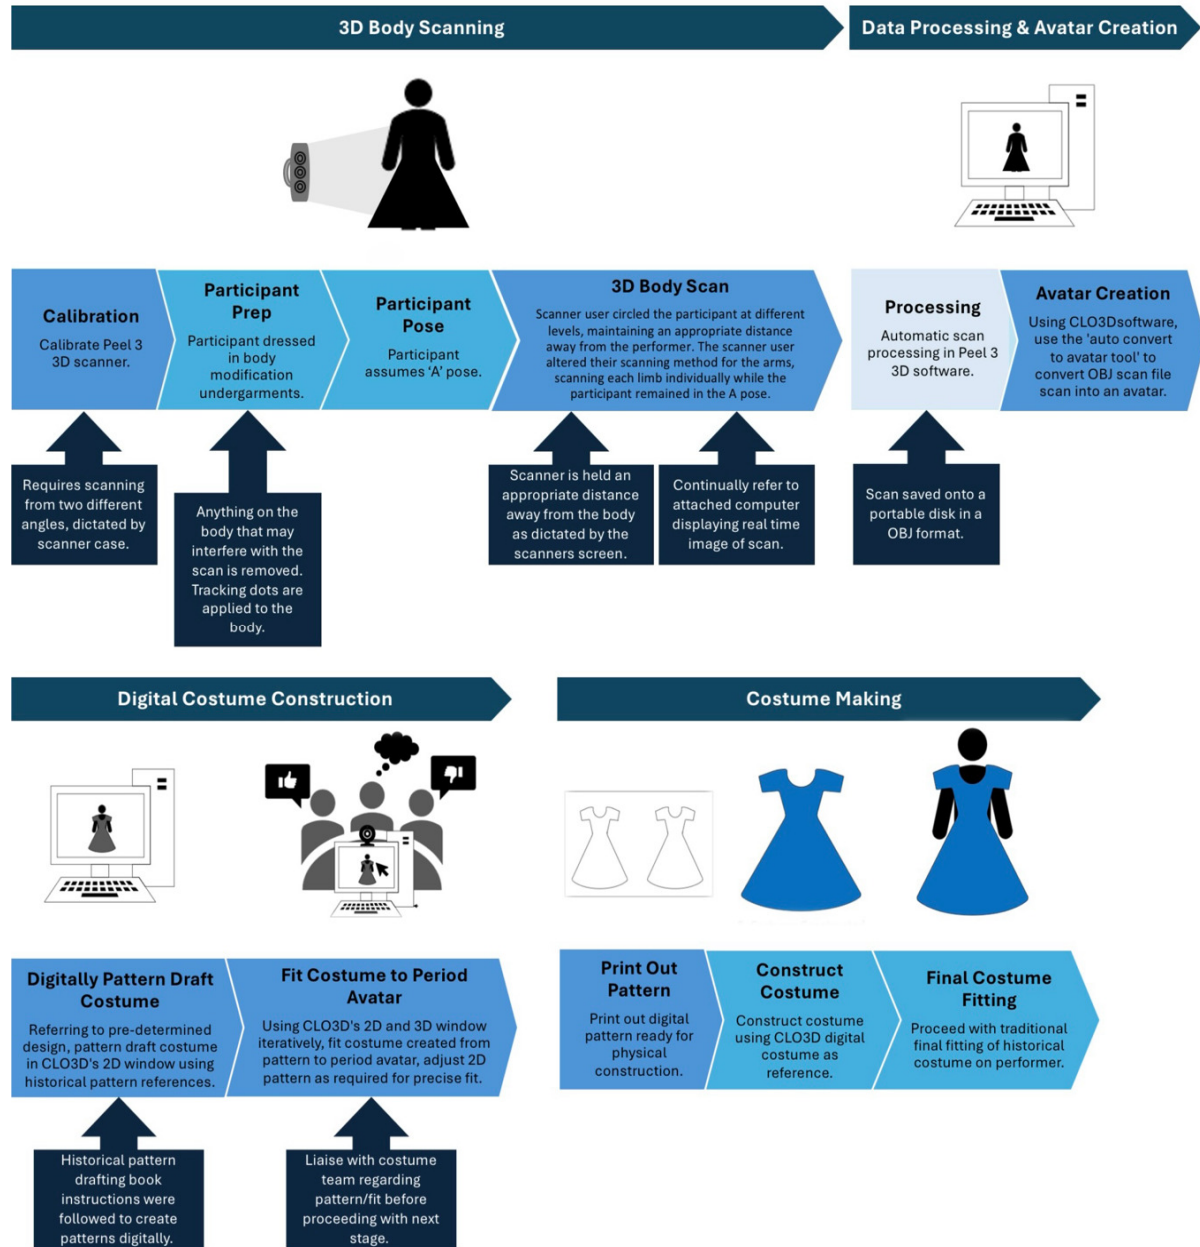 3D Body Scanning
Data Processing & Avatar Creation
Calibration
Calibrate Peel 3
3D scanner.
Participant
Prep
Participant dressed
in body
modification
undergarments.
Participant
Pose
Participant
assumes ‘A’ pose.
3D Body Scan
Scanner user circled the participant at different
levels, maintaining an appropriate distance
away from the performer. The scanner user
altered their scanning method for the arms,
scanning each limb individually while the
participant remained in the A pose.
Processing
Automatic scan
processing in Peel 3
3D software.
Avatar Creation
Using CLO3Dsoftware,
use the 'auto convert
to avatar tool' to
convert OBJ scan file
scan into an avatar.
Requires scanning
from two different
angles, dictated by
scanner case.
Anything on the
body that may
interfere with the
scan is removed.
Tracking dots are
applied to the
body.
Scanner is held an
appropriate distance
away from the body
as dictated by the
scanners screen.
Continually refer to
attached computer
displaying real time
image of scan.
Scan saved onto a
portable disk in a
OBJ format.
Digital Costume Construction
Costume Making
Digitally Pattern Draft
Costume
Referring to pre-determined
design, pattern draft costume
in CLO3D's 2D window using
historical pattern references.
Fit Costume to Period
Avatar
Using CLO3D's 2D and 3D window
iteratively, fit costume created from
pattern to period avatar, adjust 2D
pattern as required for precise fit.
Print Out
Pattern
Print out digital
pattern ready for
physical
construction.
Construct
Costume
Construct costume
using CLO3D digital
costume as
reference.
Final Costume
Fitting
Proceed with traditional
final fitting of historical
costume on performer.
Historical pattern
drafting book
instructions were
followed to create
patterns digitally.
Liaise with costume
team regarding
pattern/fit before
proceeding with next
stage.